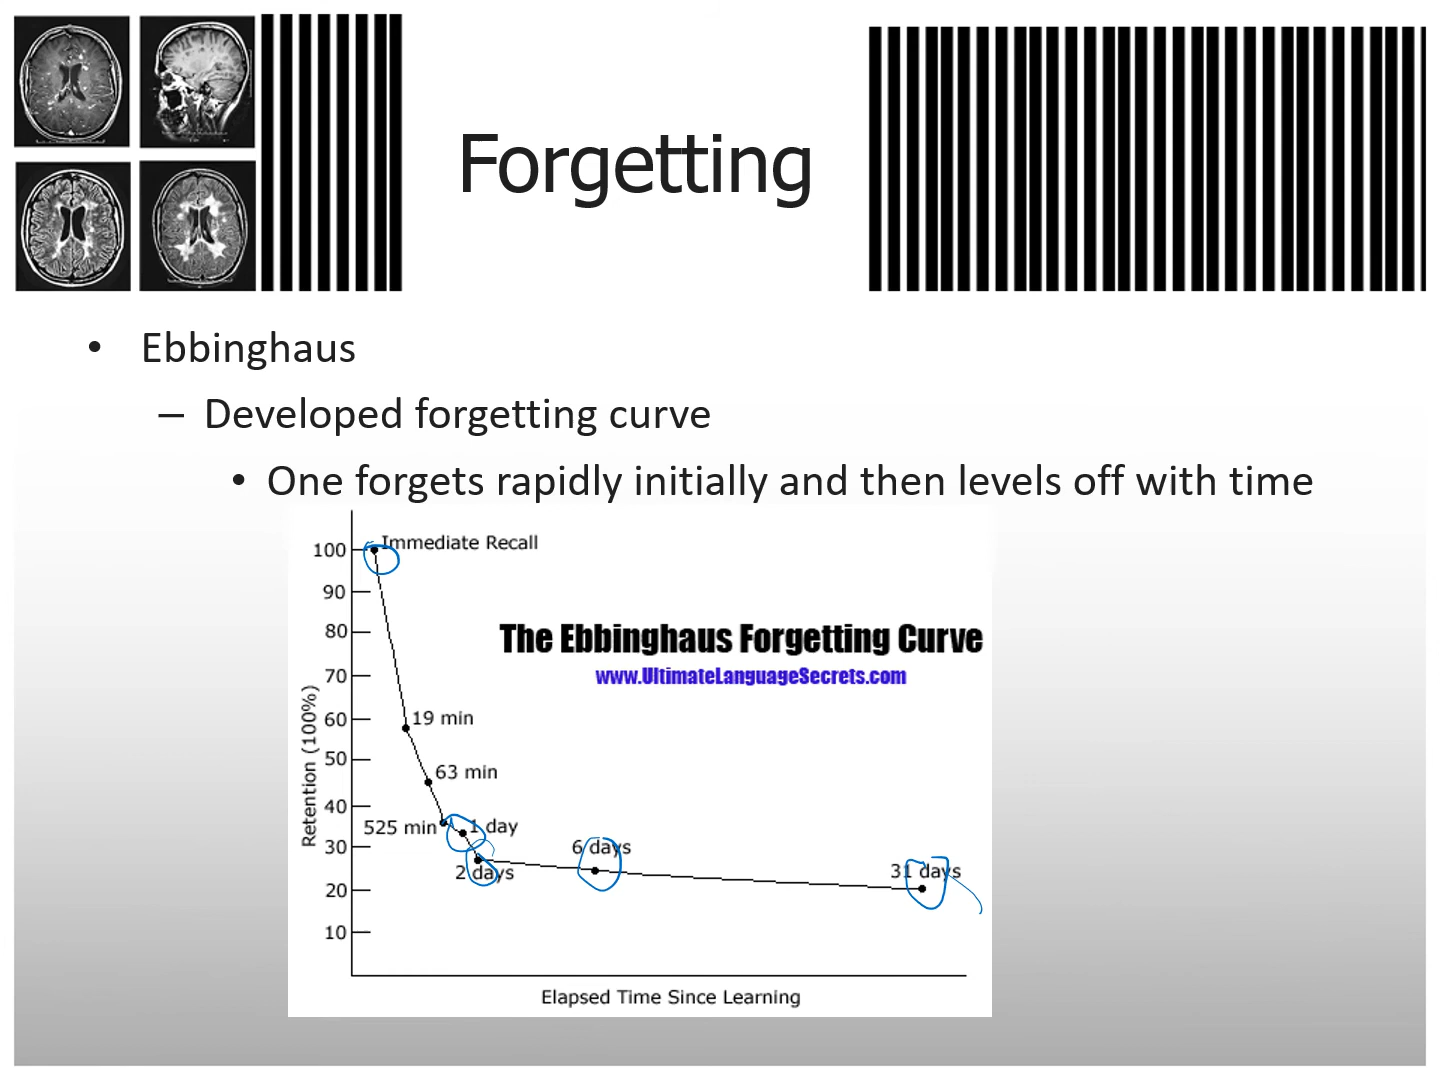 Forgetting
• Ebbinghaus
– Developed forgetting curve
• One forgets rapidly initially and then levels off with time
Immediate Recall
100
90
80
70
60
50
40
30
20
10
Retention (100%)
The Ebbinghaus Forgetting Curve
www.UltimateLanguageSecrets.com
19 min
63 min
525 min
1 day
2 days
6 days
31 days
Elapsed Time Since Learning